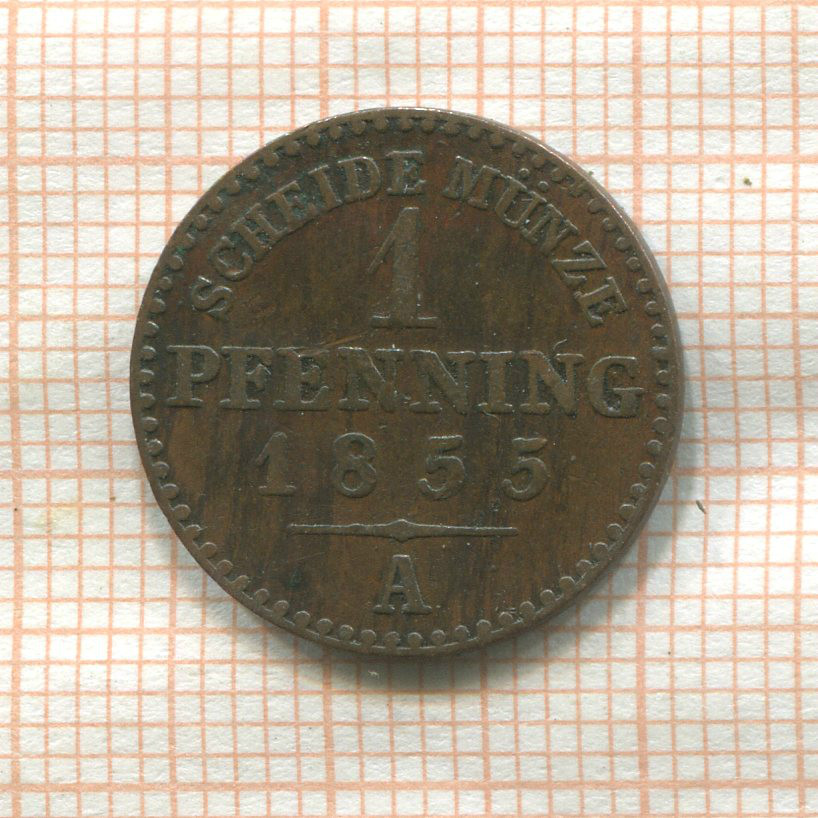 SCHEIDE MÜNZE
1
PFENNING
1855
A